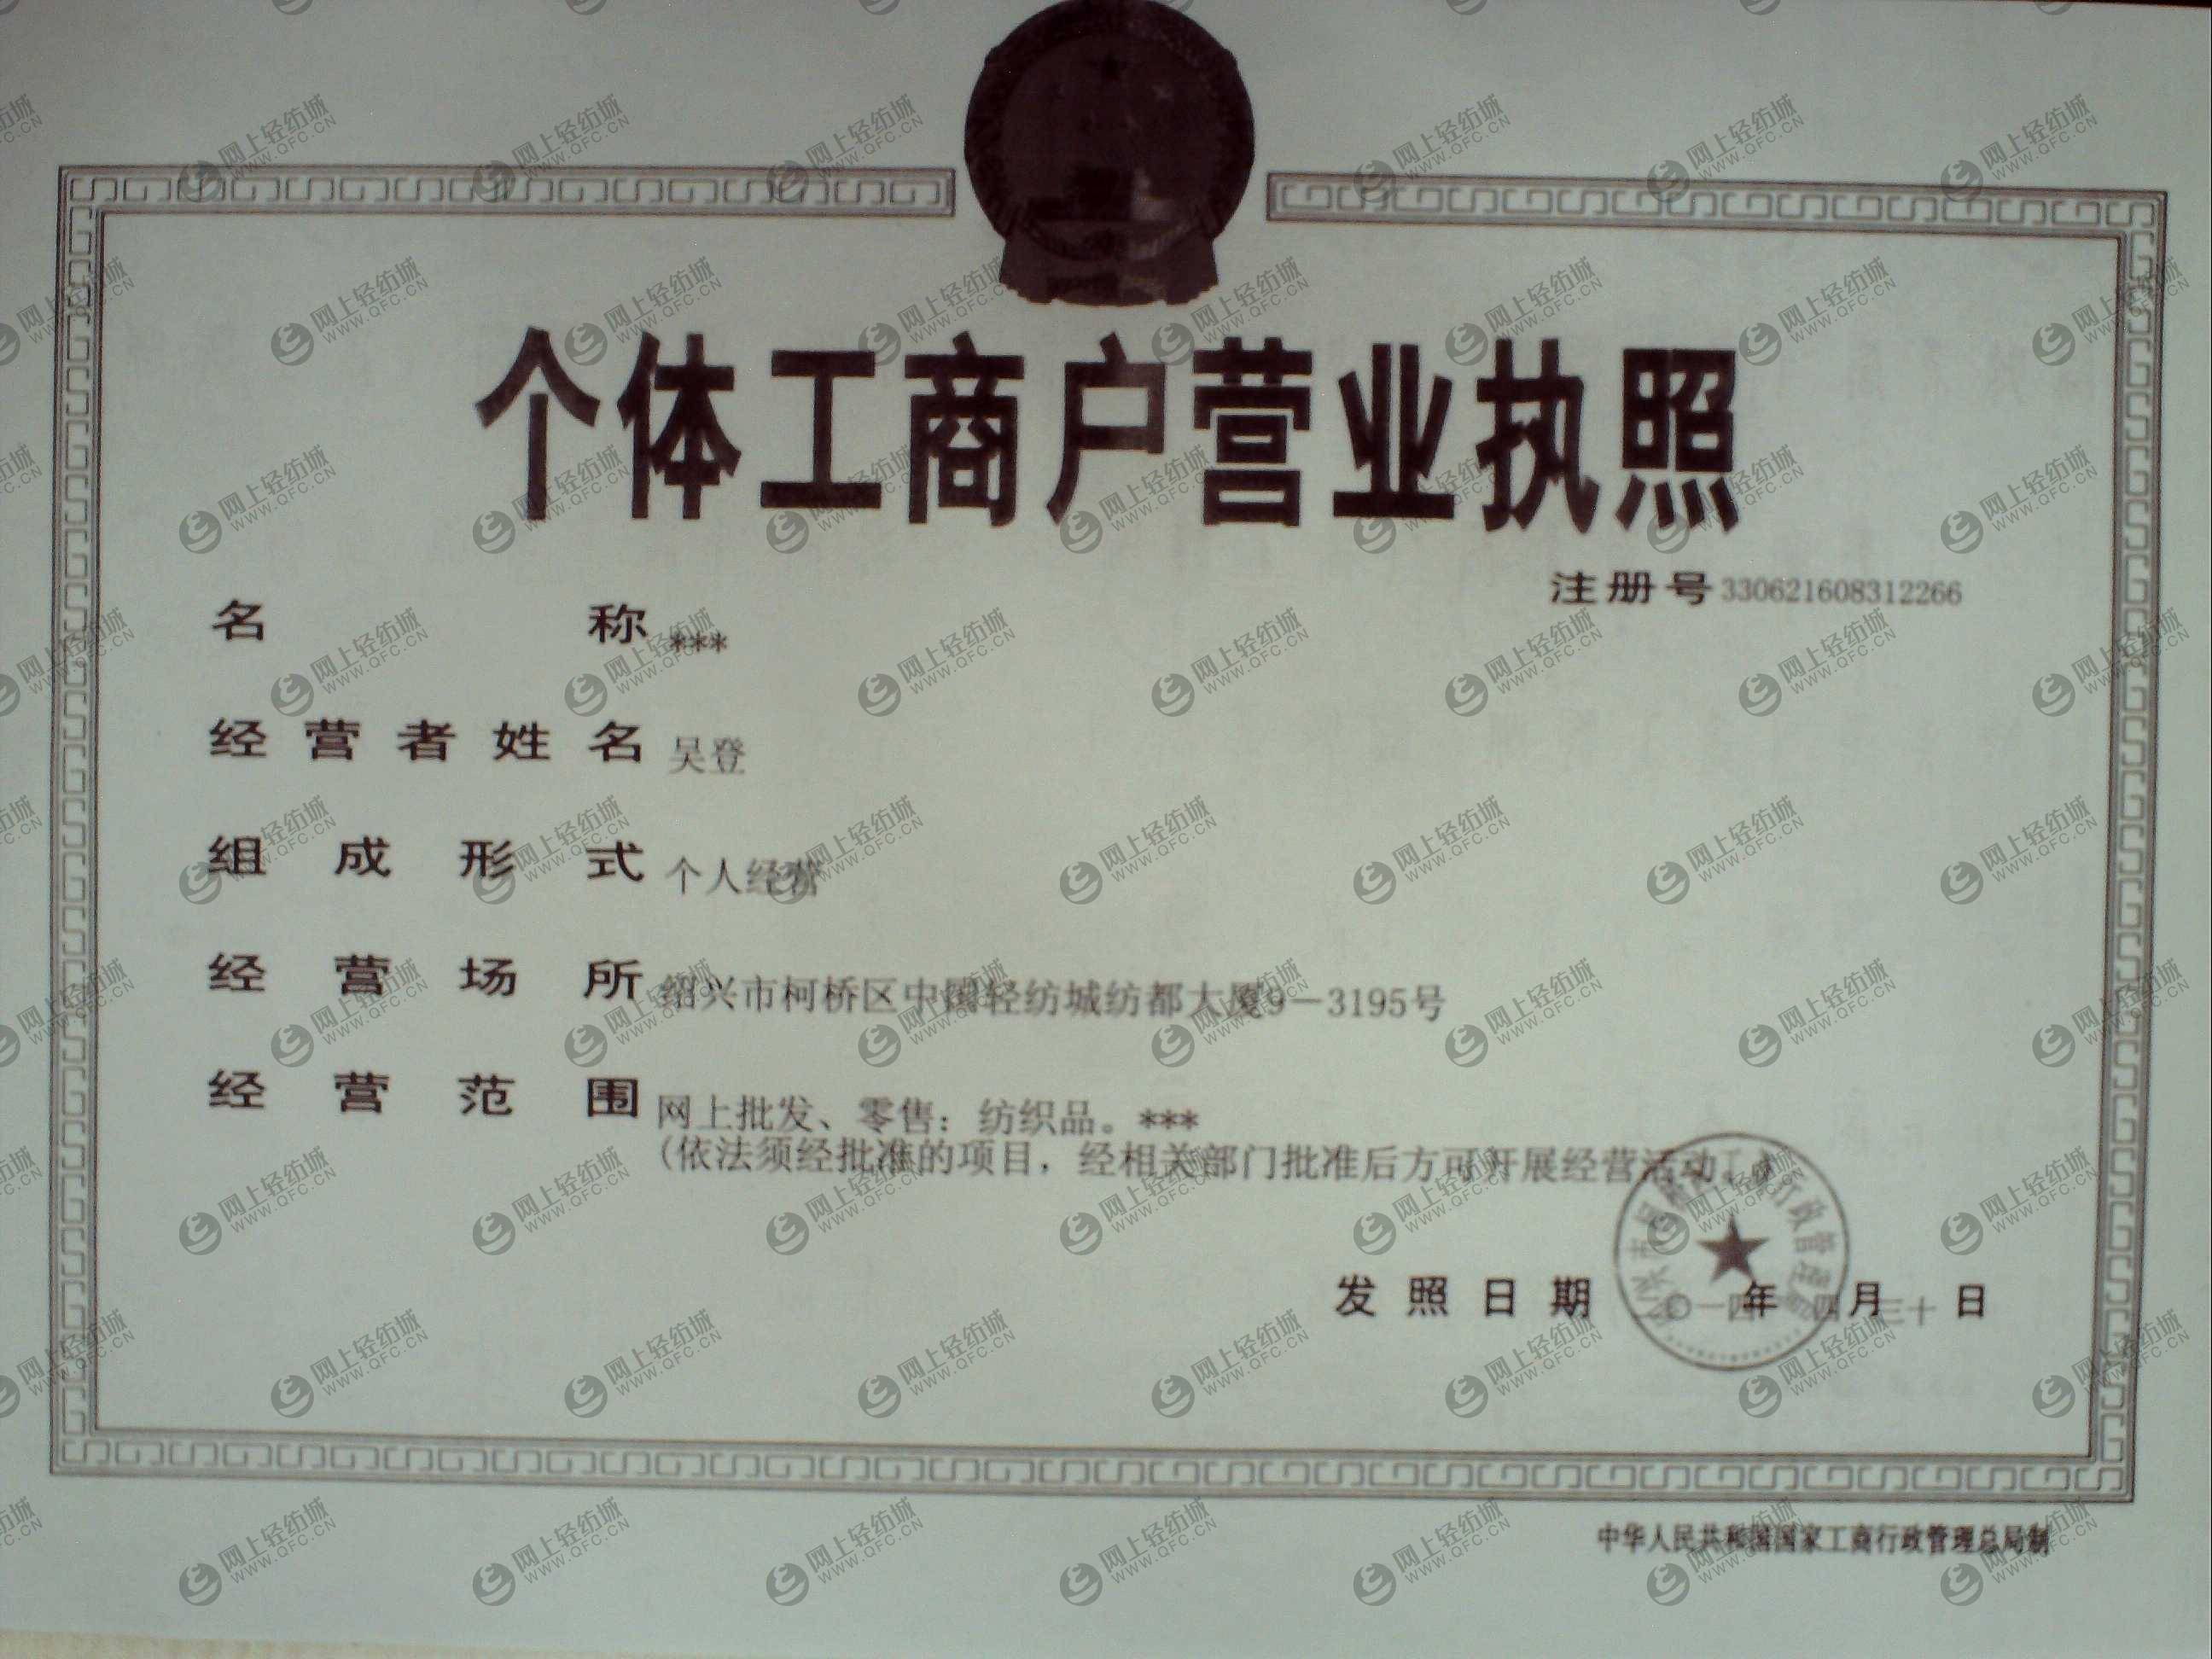 个体工商户营业执照
注册号330621608312266
名称 ***
经营者姓名 吴登
组成形式 个人经营
经营场所 绍兴市柯桥区中国轻纺城纺都大厦9－3195号
经营范围 网上批发、零售：纺织品。***
(依法须经批准的项目，经相关部门批准后方可开展经营活动
发照日期 〇一四年四月三十日
行政管理
中华人民共和国国家工商行政管理总局制
网上轻纺城
WWW.QFC.CN